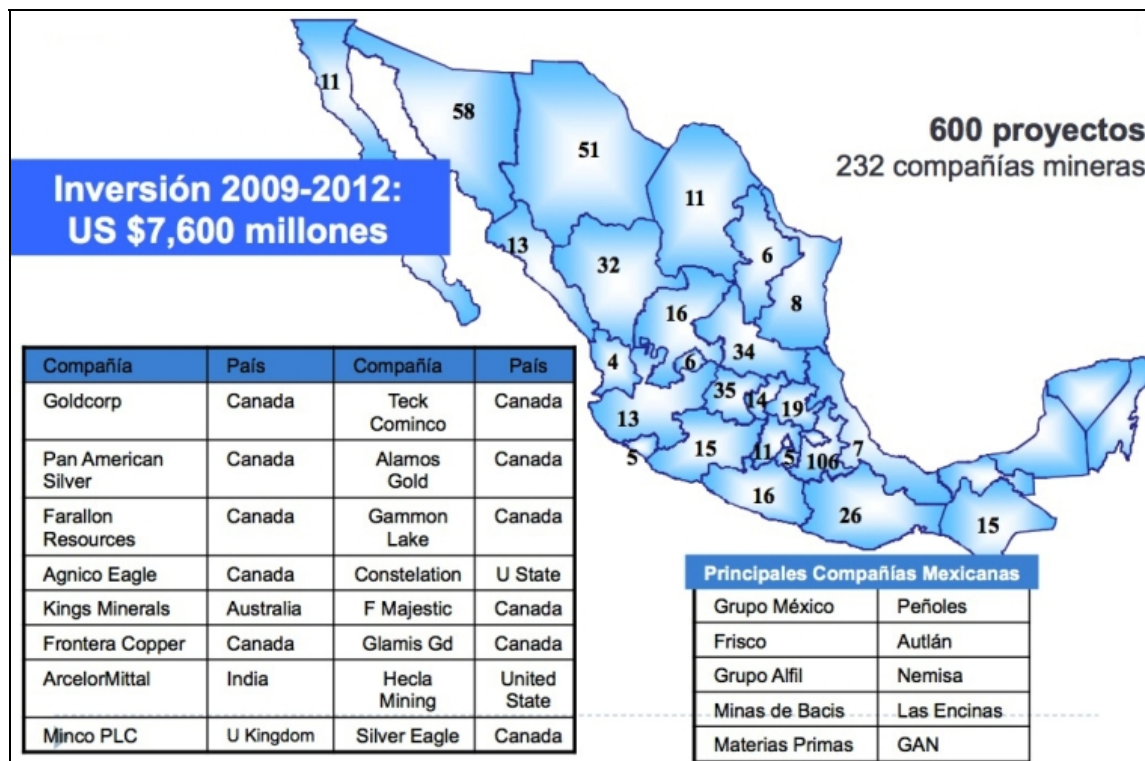 11
58
51
11
600 proyectos
232 compañías mineras
Inversión 2009-2012:
US $7,600 millones
13
32
6
8
16
34
4
6
35
14
19
13
15
11
5
106
7
5
16
26
15
Compañía País Compañía País
Goldcorp Canada Teck Cominco Canada
Pan American Silver Canada Alamos Gold Canada
Farallon Resources Canada Gammon Lake Canada
Agnico Eagle Canada Constelation U State
Kings Minerals Australia F Majestic Canada
Frontera Copper Canada Glamis Gd Canada
ArcelorMittal India Hecla Mining United State
Minco PLC U Kingdom Silver Eagle Canada
Principales Compañías Mexicanas
Grupo México Peñoles
Frisco Autlán
Grupo Alfil Nemisa
Minas de Bacis Las Encinas
Materias Primas GAN